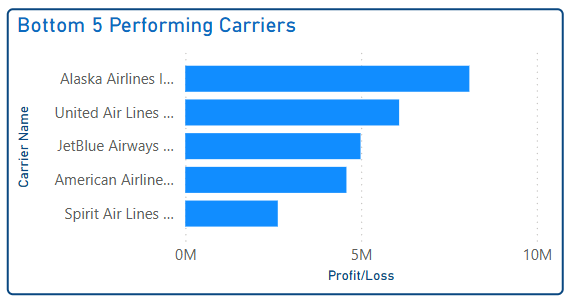 Bottom 5 Performing Carriers
Carrier Name
Alaska Airlines I...
United Air Lines ...
JetBlue Airways ...
American Airline...
Spirit Air Lines ...
0M 5M 10M
Profit/Loss